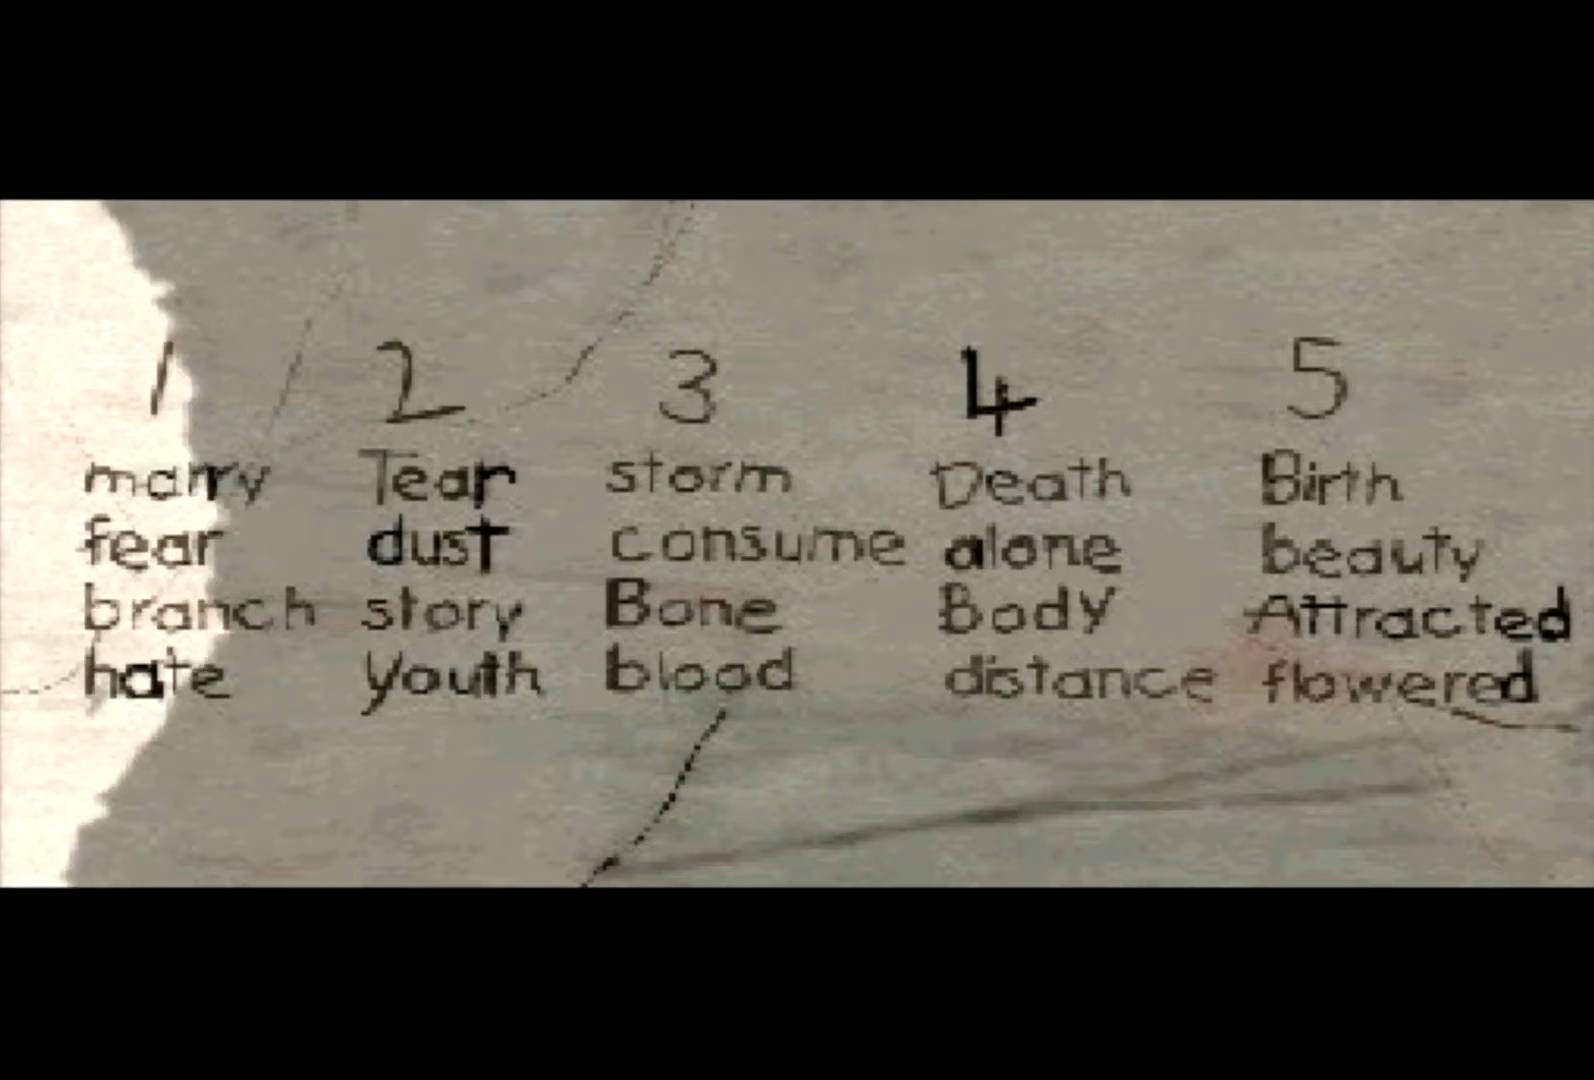 1 2 3 4 5
marry Tear storm Death Birth
fear dust consume alone beauty
branch story Bone Body Attracted
hate youth blood distance flowered